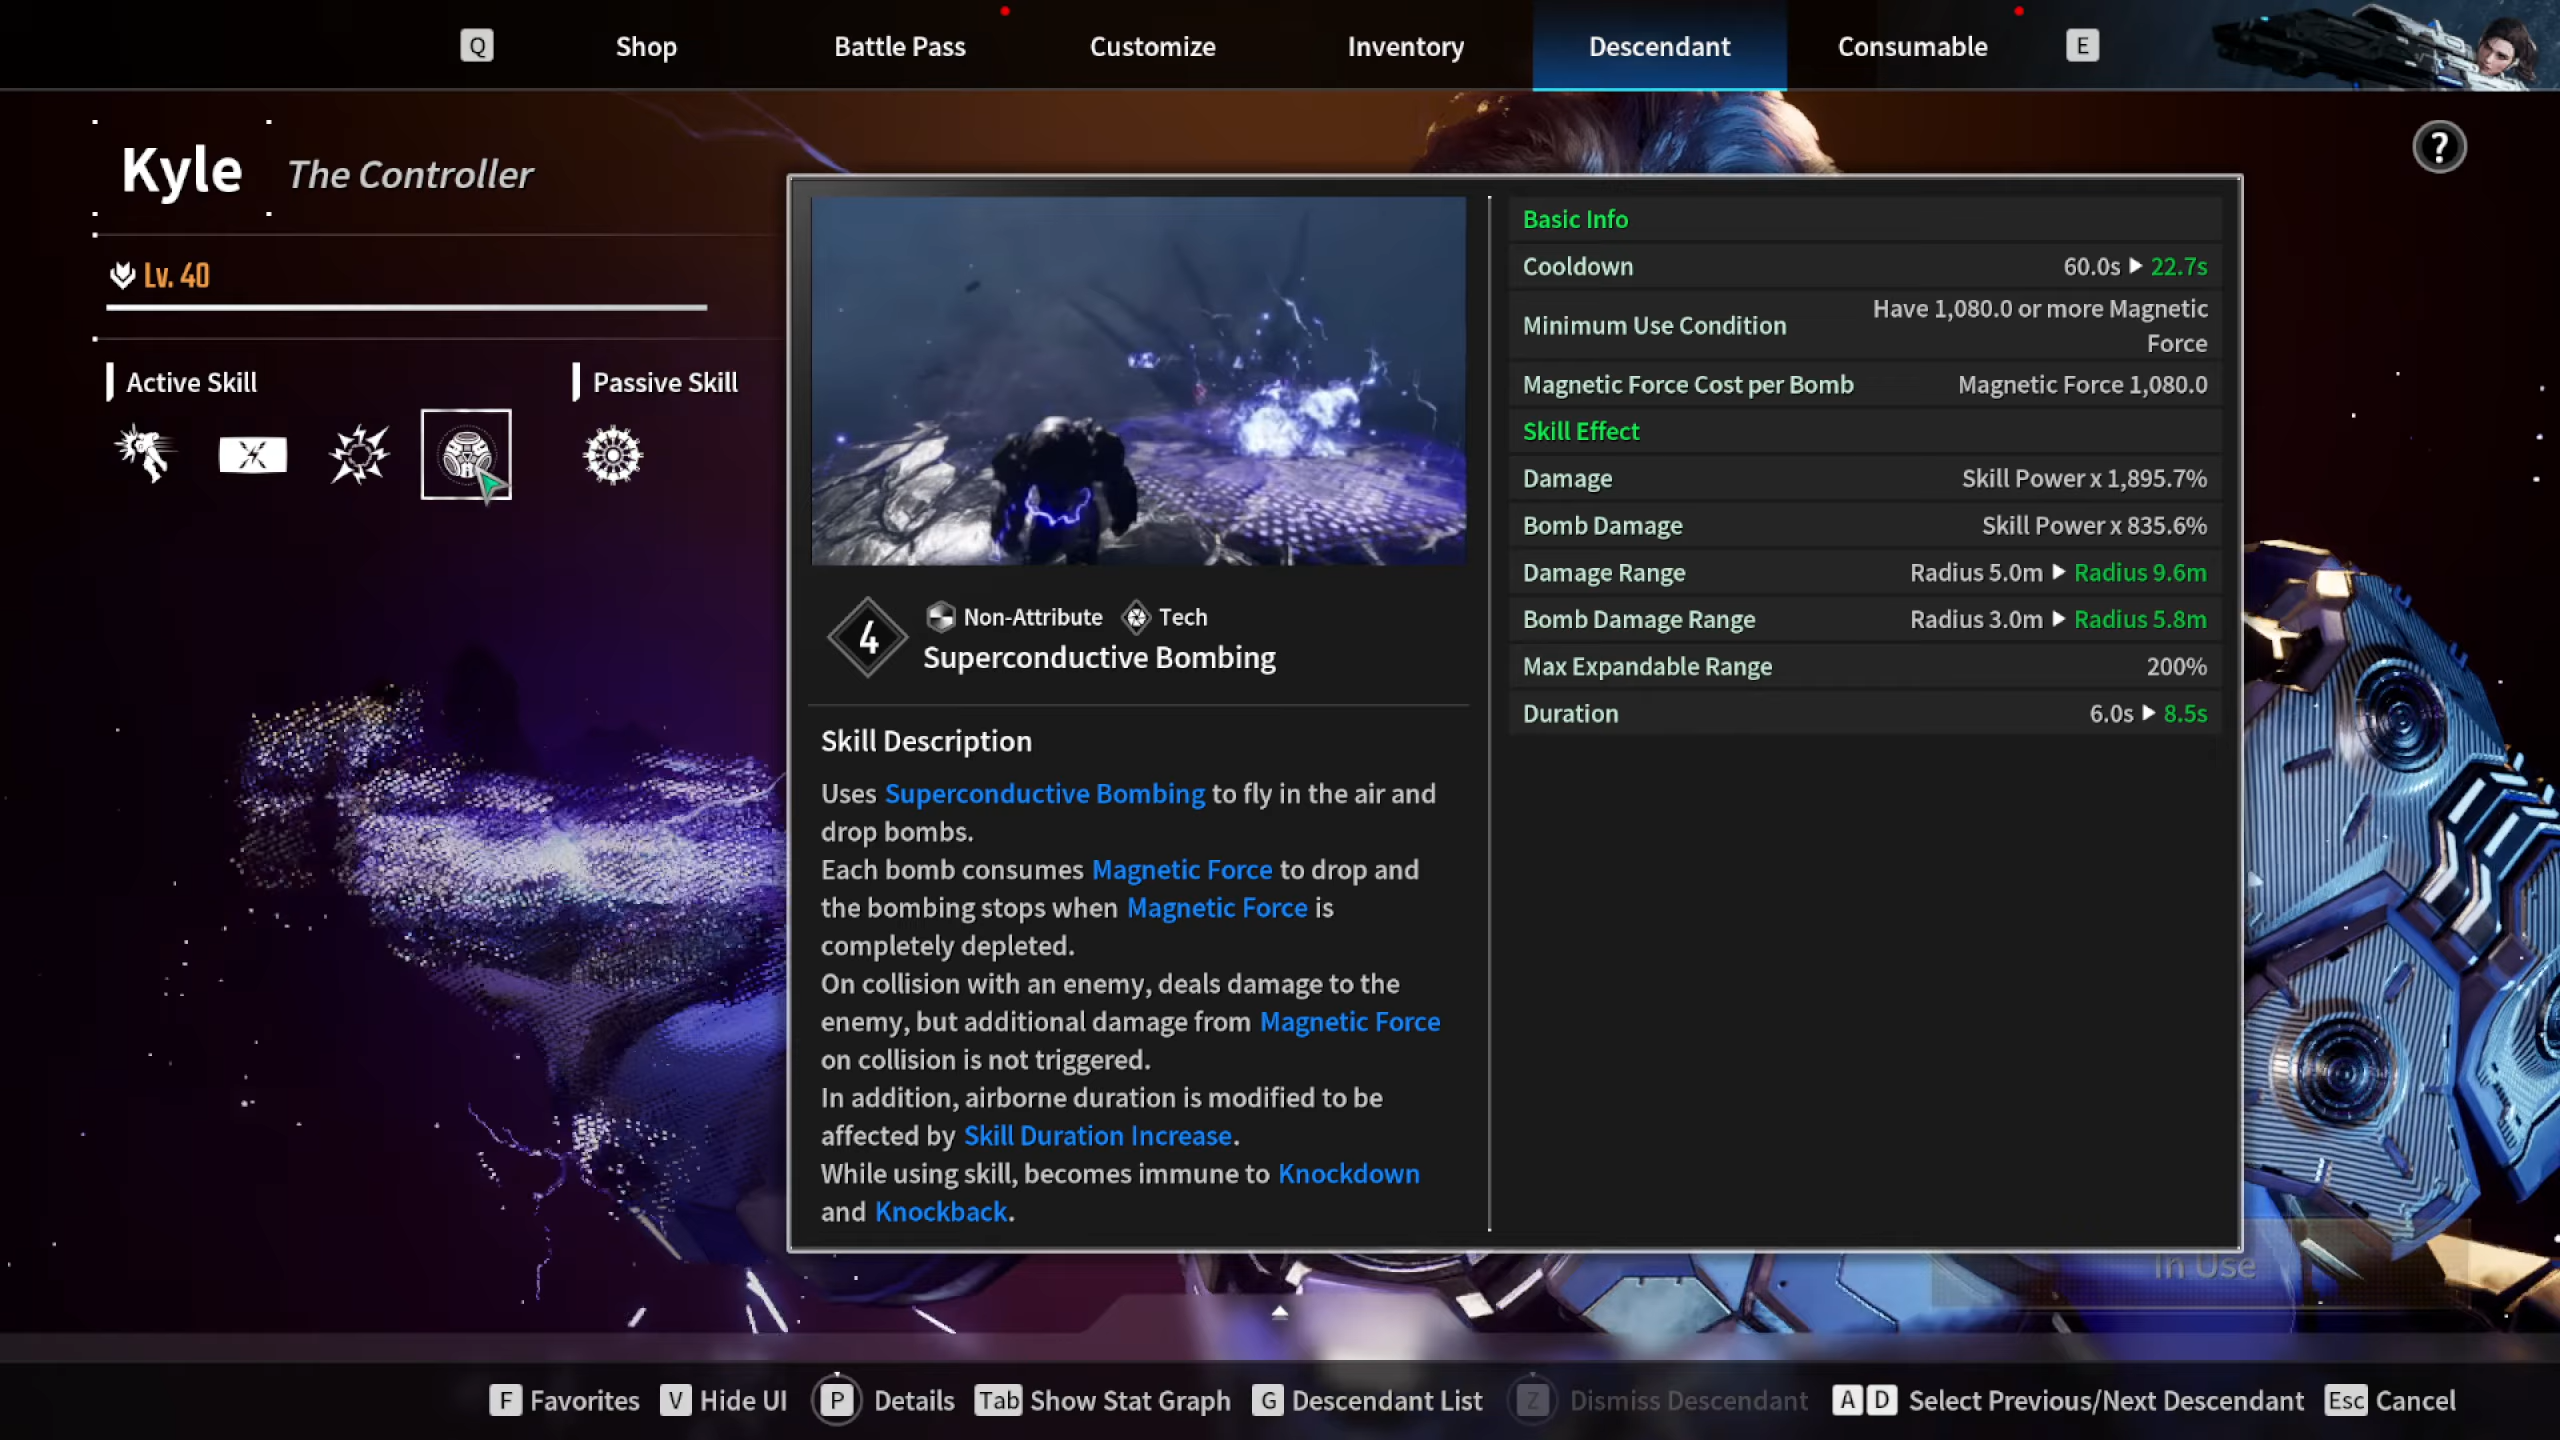 Q Shop Battle Pass Customize Inventory Descendant Consumable E
Kyle The Controller
?
Lv. 40
Active Skill Passive Skill
4
Non-Attribute Tech
Superconductive Bombing
Skill Description
Uses Superconductive Bombing to fly in the air and
drop bombs.
Each bomb consumes Magnetic Force to drop and
the bombing stops when Magnetic Force is
completely depleted.
On collision with an enemy, deals damage to the
enemy, but additional damage from Magnetic Force
on collision is not triggered.
In addition, airborne duration is modified to be
affected by Skill Duration Increase.
While using skill, becomes immune to Knockdown
and Knockback.
Basic Info
Cooldown 60.0s ▶ 22.7s
Minimum Use Condition Have 1,080.0 or more Magnetic
Force
Magnetic Force Cost per Bomb Magnetic Force 1,080.0
Skill Effect
Damage Skill Power x 1,895.7%
Bomb Damage Skill Power x 835.6%
Damage Range Radius 5.0m ▶ Radius 9.6m
Bomb Damage Range Radius 3.0m ▶ Radius 5.8m
Max Expandable Range 200%
Duration 6.0s ▶ 8.5s
In Use
F Favorites V Hide UI P Details Tab Show Stat Graph G Descendant List Z Dismiss Descendant A D Select Previous/Next Descendant Esc Cancel